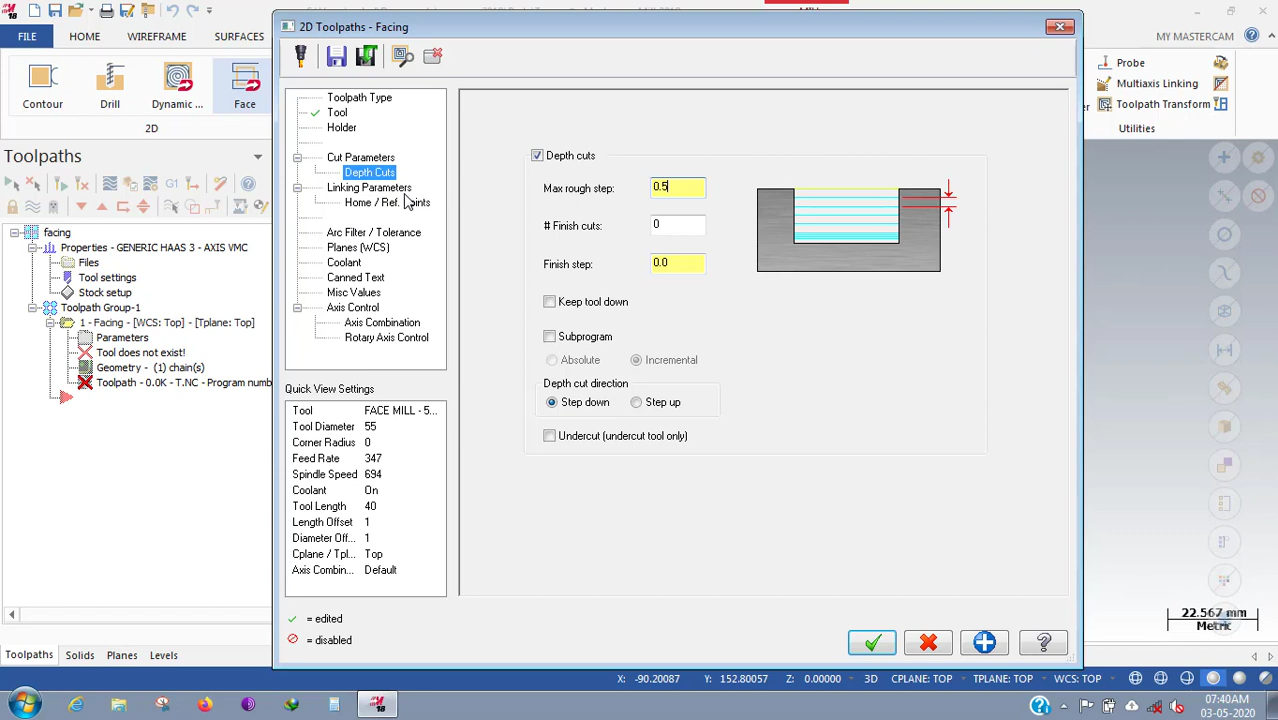 18
FILE
HOME
WIREFRAME
SURFACES
MY MASTERCAM
Contour
Drill
Dynamic ...
Face
2D
Probe
Multiaxis Linking
Toolpath Transform
Utilities
Toolpaths
G1
facing
Properties - GENERIC HAAS 3 - AXIS VMC
Files
Tool settings
Stock setup
Toolpath Group-1
1 - Facing - [WCS: Top] - [Tplane: Top]
Parameters
Tool does not exist!
Geometry - (1) chain(s)
Toolpath - 0.0K - T.NC - Program numb
Toolpaths
Solids
Planes
Levels
2D Toolpaths - Facing
Toolpath Type
Tool
Holder
Cut Parameters
Depth Cuts
Linking Parameters
Home / Ref. Points
Arc Filter / Tolerance
Planes (WCS)
Coolant
Canned Text
Misc Values
Axis Control
Axis Combination
Rotary Axis Control
Quick View Settings
Tool FACE MILL - 5...
Tool Diameter 55
Corner Radius 0
Feed Rate 347
Spindle Speed 694
Coolant On
Tool Length 40
Length Offset 1
Diameter Off... 1
Cplane / Tpl... Top
Axis Combin... Default
= edited
= disabled
Depth cuts
Max rough step: 0.5
# Finish cuts: 0
Finish step: 0.0
Keep tool down
Subprogram
Absolute
Incremental
Depth cut direction
Step down
Step up
Undercut (undercut tool only)
22.567 mm
Metric
X: -90.20087
Y: 152.80057
Z: 0.00000
3D
CPLANE: TOP
TPLANE: TOP
WCS: TOP
07:40AM
03-05-2020